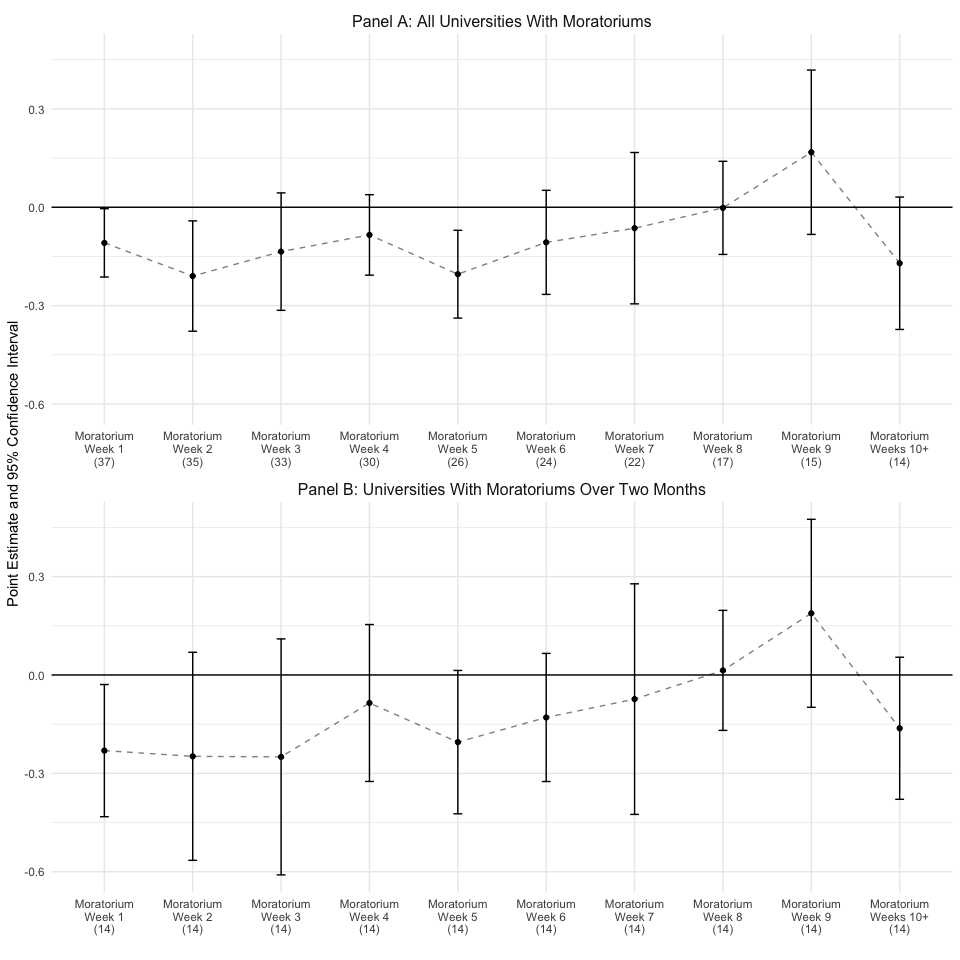 Panel A: All Universities With Moratoriums
0.3
0.0
-0.3
-0.6
Moratorium Week 1 (37)
Moratorium Week 2 (35)
Moratorium Week 3 (33)
Moratorium Week 4 (30)
Moratorium Week 5 (26)
Moratorium Week 6 (24)
Moratorium Week 7 (22)
Moratorium Week 8 (17)
Moratorium Week 9 (15)
Moratorium Weeks 10+ (14)
Point Estimate and 95% Confidence Interval
Panel B: Universities With Moratoriums Over Two Months
0.3
0.0
-0.3
-0.6
Moratorium Week 1 (14)
Moratorium Week 2 (14)
Moratorium Week 3 (14)
Moratorium Week 4 (14)
Moratorium Week 5 (14)
Moratorium Week 6 (14)
Moratorium Week 7 (14)
Moratorium Week 8 (14)
Moratorium Week 9 (14)
Moratorium Weeks 10+ (14)